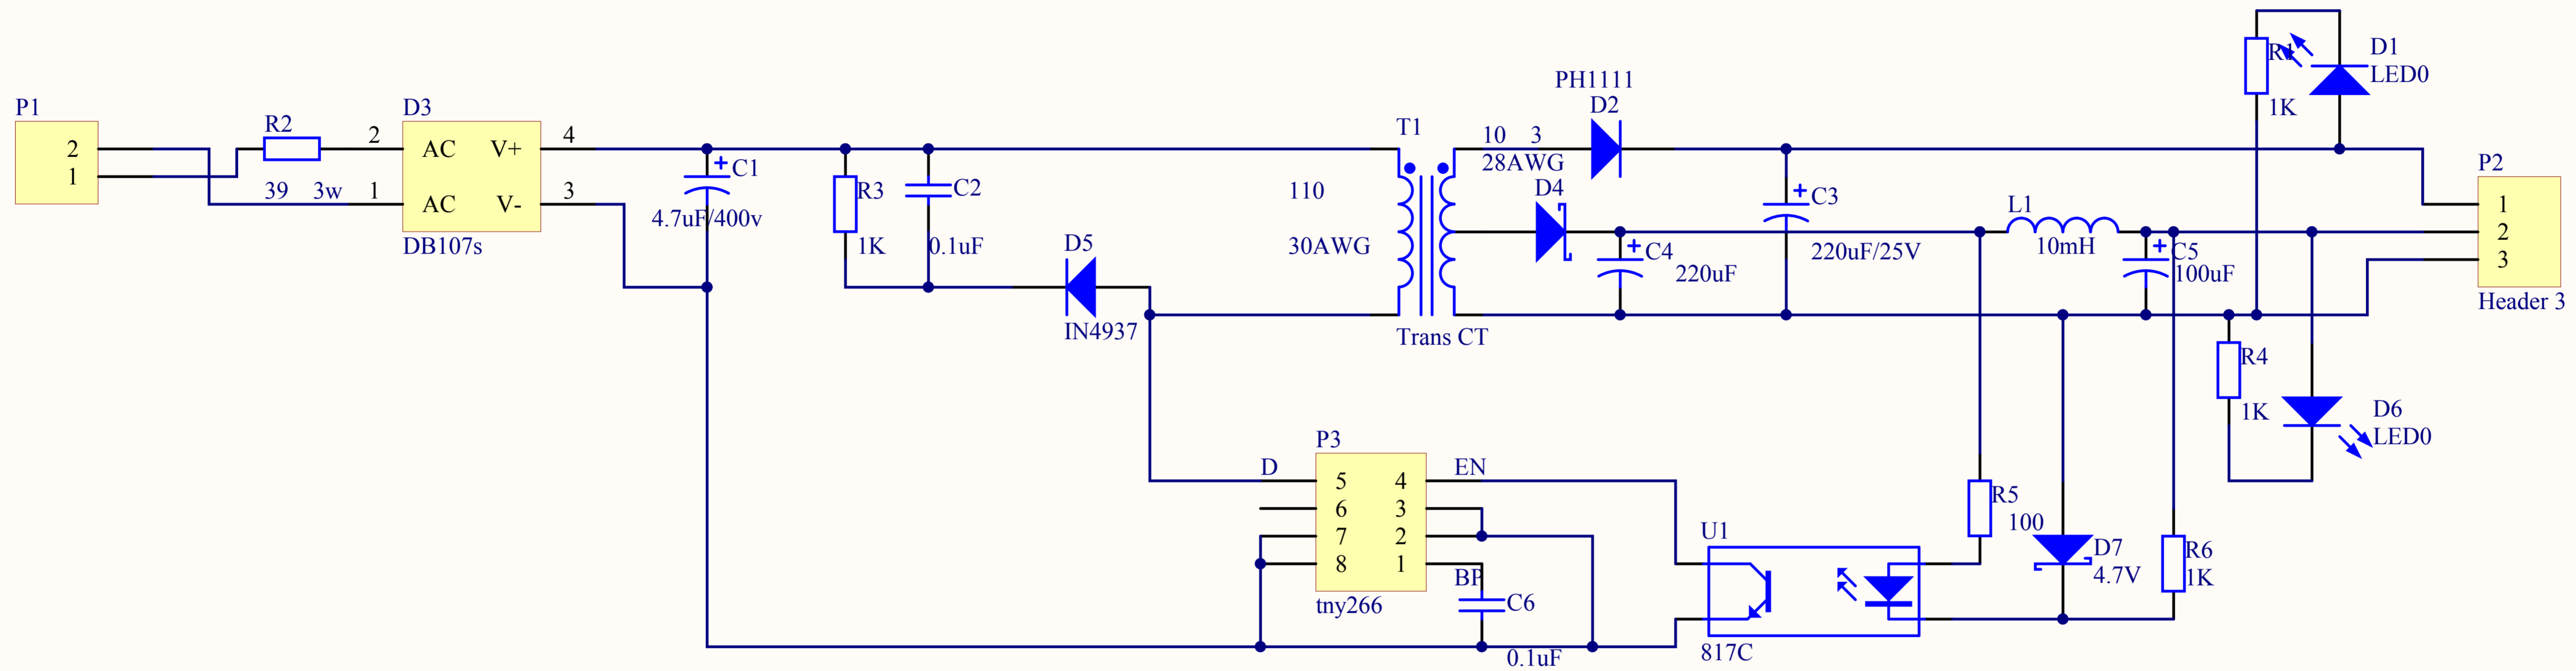 P1
2
1
R2
39 3w
2
1
D3
AC V+
AC V-
DB107s
4
3
C1
4.7uF/400v
R3
1K
C2
0.1uF
D5
IN4937
T1
110
30AWG
Trans CT
10 3
28AWG
PH1111
D2
D4
C4
220uF
C3
220uF/25V
L1
10mH
C5
100uF
R1
1K
D1
LED0
P2
1
2
3
Header 3
R4
1K
D6
LED0
P3
D
EN
5 4
6 3
7 2
8 1
BP
tny266
C6
0.1uF
U1
817C
R5
100
D7
4.7V
R6
1K